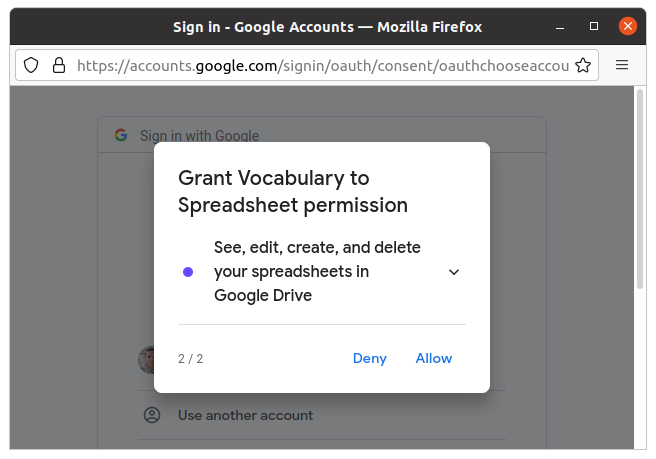 Sign in - Google Accounts — Mozilla Firefox
https://accounts.google.com/signin/oauth/consent/oauthchooseaccou
Sign in with Google
Grant Vocabulary to
Spreadsheet permission
See, edit, create, and delete
your spreadsheets in
Google Drive
2 / 2
Deny
Allow
Use another account